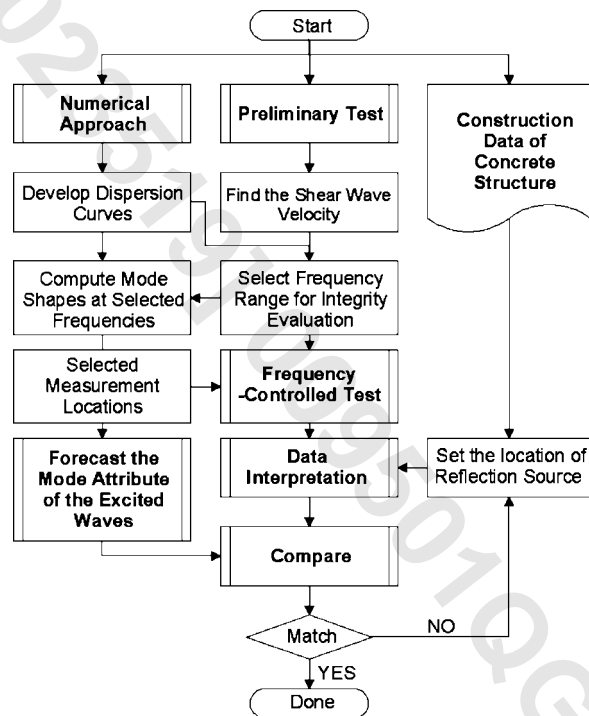 Start
Numerical
Approach
Preliminary Test
Construction
Data of
Concrete
Structure
Develop Dispersion
Curves
Find the Shear Wave
Velocity
Compute Mode
Shapes at Selected
Frequencies
Select Frequency
Range for Integrity
Evaluation
Selected
Measurement
Locations
Frequency
-Controlled Test
Forecast the
Mode Attribute
of the Excited
Waves
Data
Interpretation
Set the location of
Reflection Source
Compare
Match
NO
YES
Done